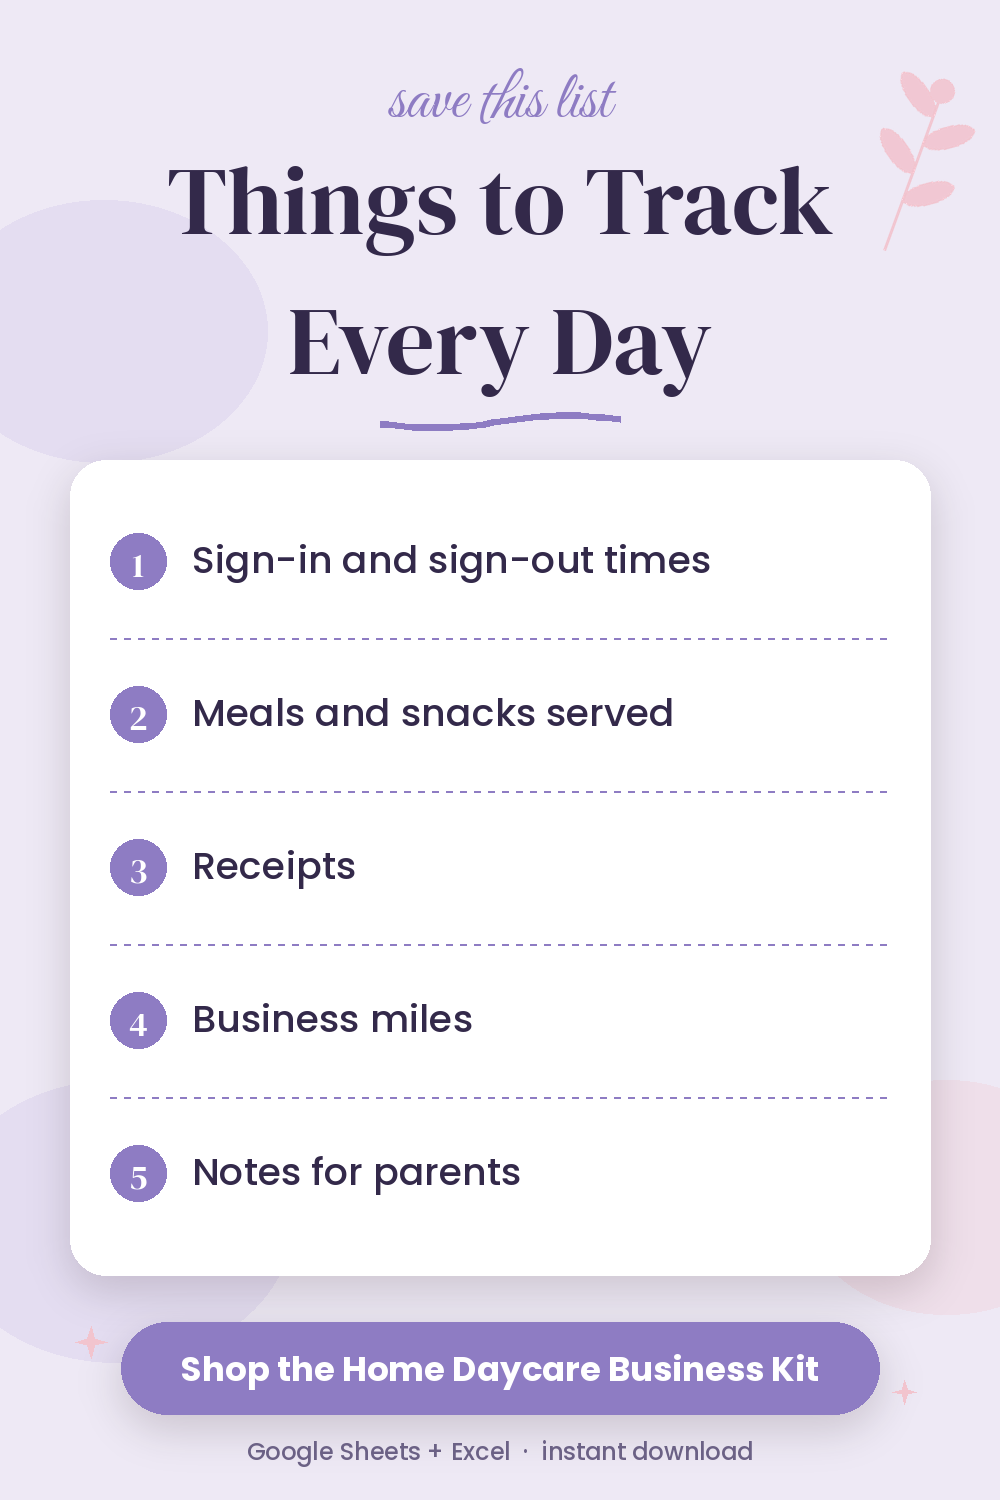 save this list
Things to Track
Every Day
1 Sign-in and sign-out times
2 Meals and snacks served
3 Receipts
4 Business miles
5 Notes for parents
Shop the Home Daycare Business Kit
Google Sheets + Excel · instant download